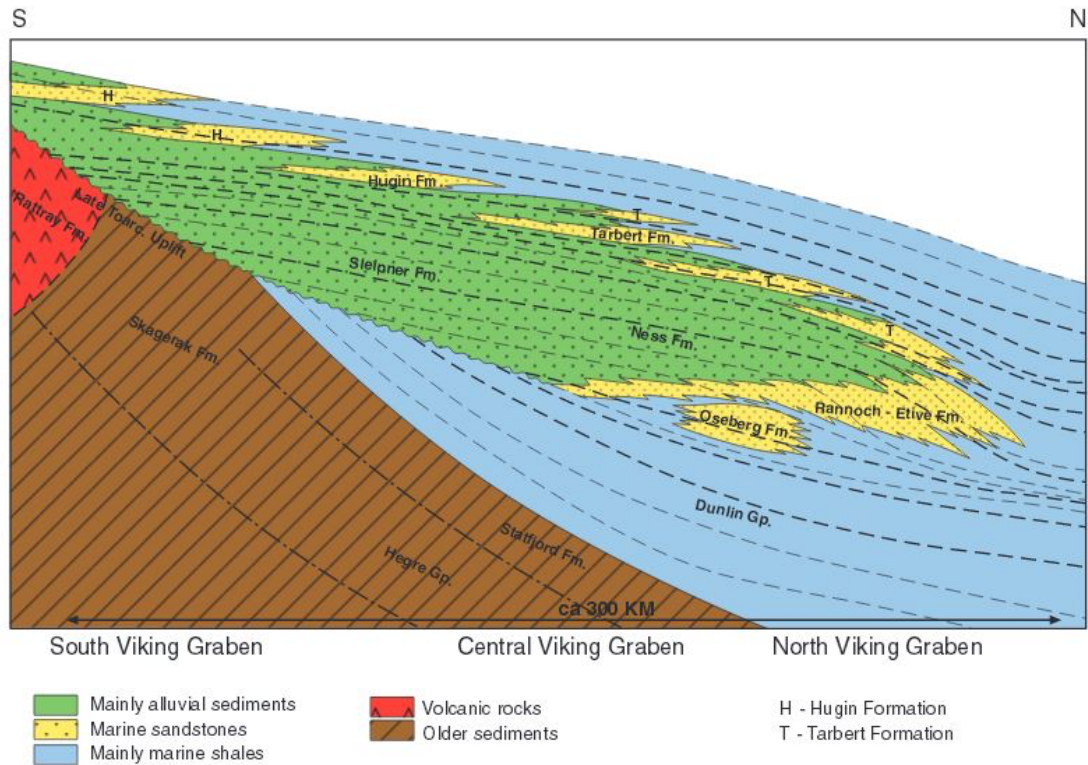 S
N
H
H
Hugin Fm.
T
Tarbert Fm.
T
T
Rattray Fm.
Late Toarc. Uplift
Sleipner Fm.
Ness Fm.
Skagerak Fm.
Oseberg Fm.
Rannoch - Etive Fm.
Dunlin Gp.
Statfjord Fm.
Hegre Gp.
ca 300 KM
South Viking Graben
Central Viking Graben
North Viking Graben
Mainly alluvial sediments
Marine sandstones
Mainly marine shales
Volcanic rocks
Older sediments
H - Hugin Formation
T - Tarbert Formation